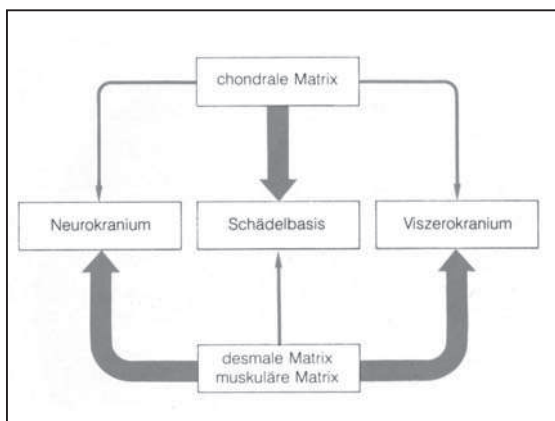 chondrale Matrix
Neurokranium
Schädelbasis
Viszerokranium
desmale Matrix
muskuläre Matrix